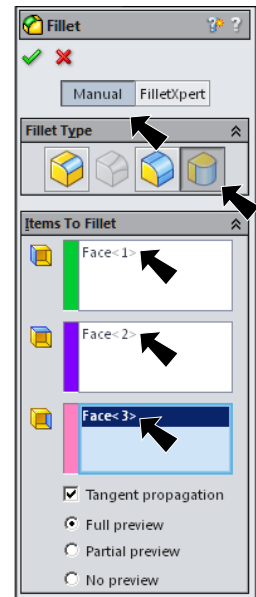 Fillet
Manual FilletXpert
Fillet Type
Items To Fillet
Face<1>
Face<2>
Face<3>
Tangent propagation
Full preview
Partial preview
No preview